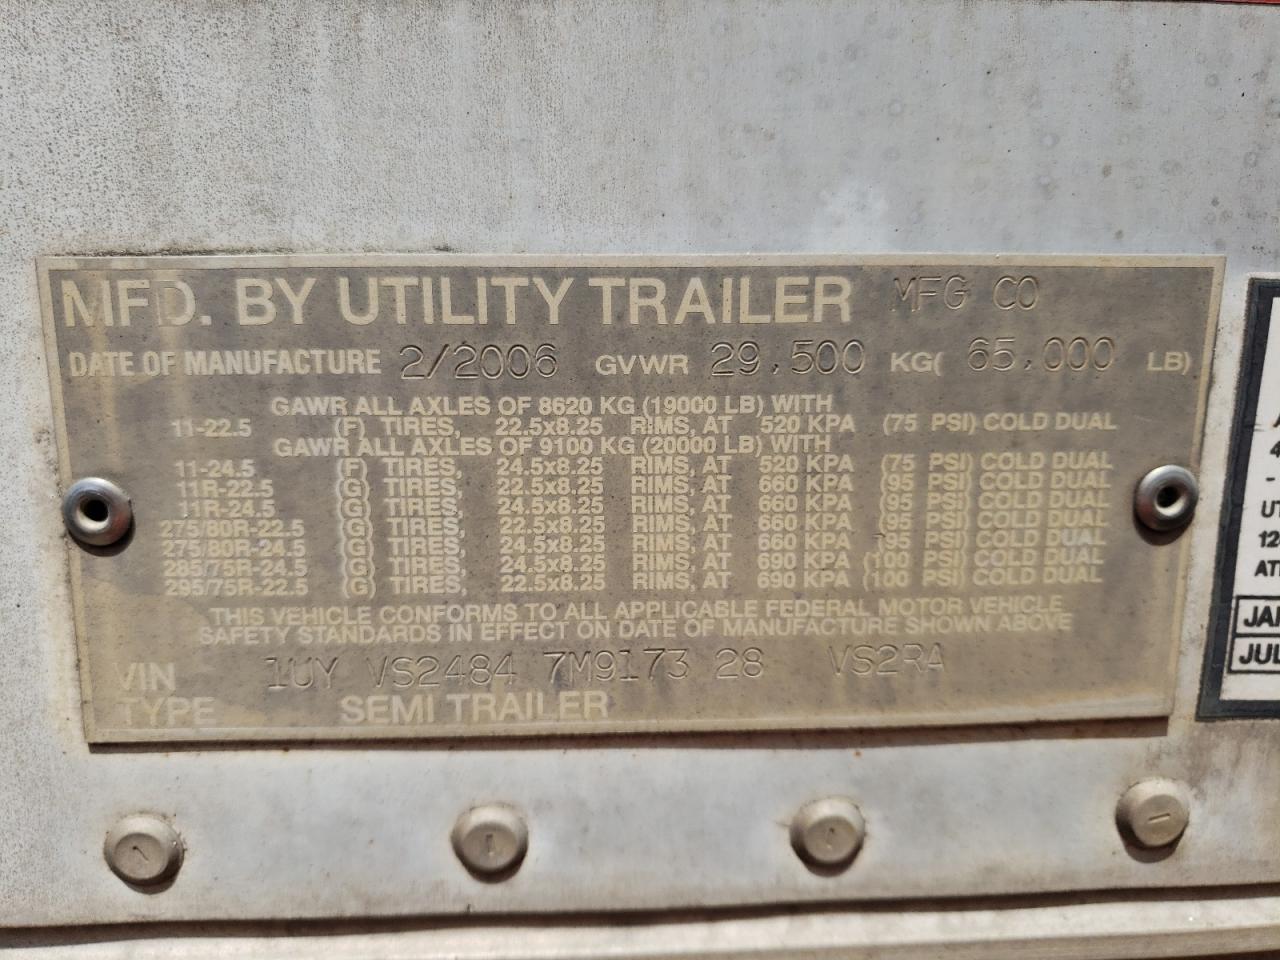 MFD. BY UTILITY TRAILER MFG CO
DATE OF MANUFACTURE 2/2006 GVWR 29,500 KG( 65,000 LB)
GAWR ALL AXLES OF 8620 KG (19000 LB) WITH
11-22.5 (F) TIRES, 22.5x8.25 RIMS, AT 520 KPA (75 PSI) COLD DUAL
GAWR ALL AXLES OF 9100 KG (20000 LB) WITH
11-24.5 (F) TIRES, 24.5x8.25 RIMS, AT 520 KPA (75 PSI) COLD DUAL
11R-22.5 (G) TIRES, 22.5x8.25 RIMS, AT 660 KPA (95 PSI) COLD DUAL
11R-24.5 (G) TIRES, 24.5x8.25 RIMS, AT 660 KPA (95 PSI) COLD DUAL
275/80R-22.5 (G) TIRES, 22.5x8.25 RIMS, AT 660 KPA (95 PSI) COLD DUAL
275/80R-24.5 (G) TIRES, 24.5x8.25 RIMS, AT 660 KPA (95 PSI) COLD DUAL
285/75R-24.5 (G) TIRES, 24.5x8.25 RIMS, AT 690 KPA (100 PSI) COLD DUAL
295/75R-22.5 (G) TIRES, 22.5x8.25 RIMS, AT 690 KPA (100 PSI) COLD DUAL
THIS VEHICLE CONFORMS TO ALL APPLICABLE FEDERAL MOTOR VEHICLE
SAFETY STANDARDS IN EFFECT ON DATE OF MANUFACTURE SHOWN ABOVE
VIN 1UY VS2484 7M9173 28 VS2RA
TYPE SEMI TRAILER